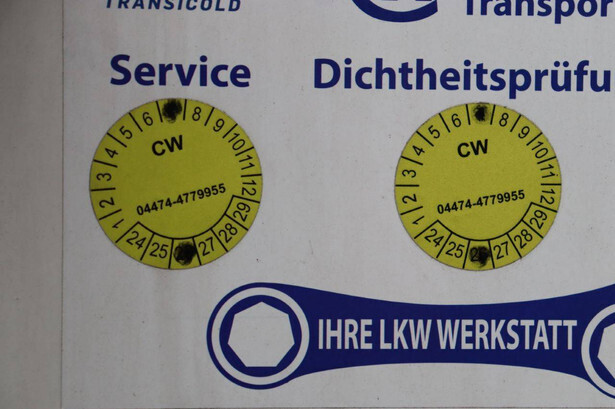 TRANSICOLD
Transpor
Service
Dichtheitsprüfu
1 2 3 4 5 6 8 9 10 11 12
CW
04474-4779955
24 25 27 28 29
1 2 3 4 5 6 8 9 10 11 12
CW
04474-4779955
24 25 26 27 28 29
IHRE LKW WERKSTATT